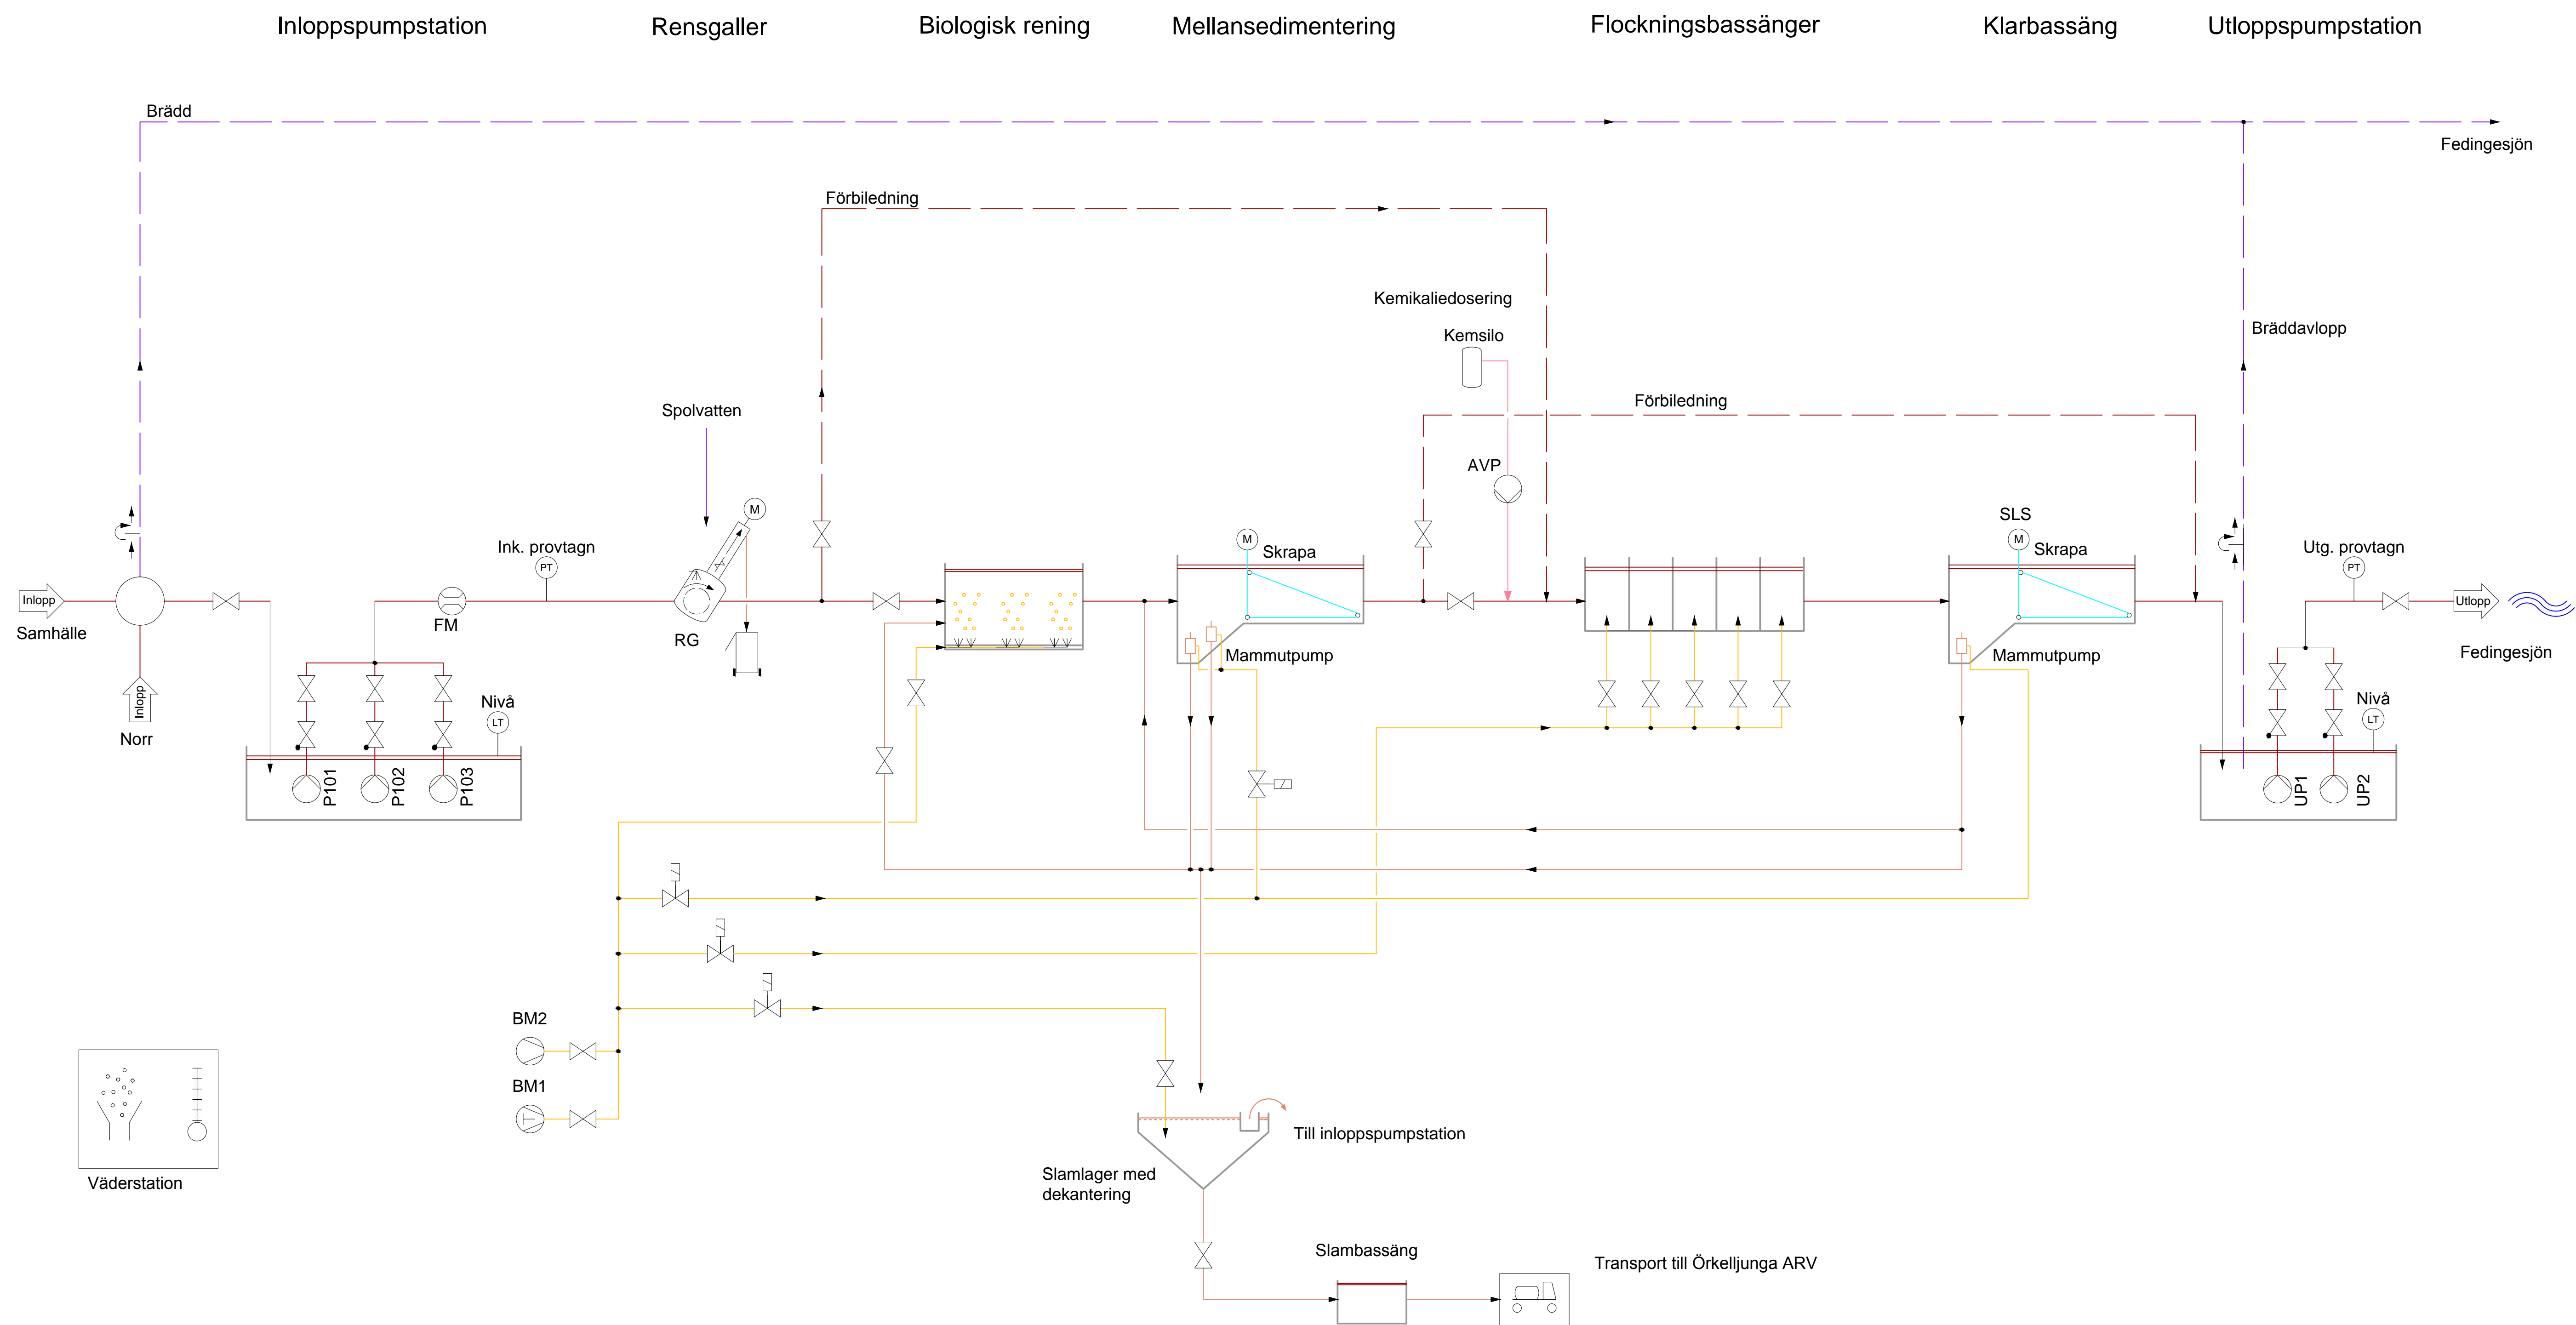 Inloppspumpstation
Rensgaller
Biologisk rening
Mellansedimentering
Flockningsbassänger
Klarbassäng
Utloppspumpstation
Brädd
Fedingesjön
Förbiledning
Kemikaliedosering
Kemsilo
Bräddavlopp
Förbiledning
Spolvatten
AVP
M
SLS
M
Skrapa
M
Skrapa
Ink. provtagn
PT
Utg. provtagn
PT
Inlopp
Samhälle
FM
RG
Utlopp
Fedingesjön
Mammutpump
Mammutpump
Inlopp
Norr
Nivå
LT
Nivå
LT
P101
P102
P103
UP1
UP2
BM2
BM1
Väderstation
Till inloppspumpstation
Slamlager med
dekantering
Slambassäng
Transport till Örkelljunga ARV